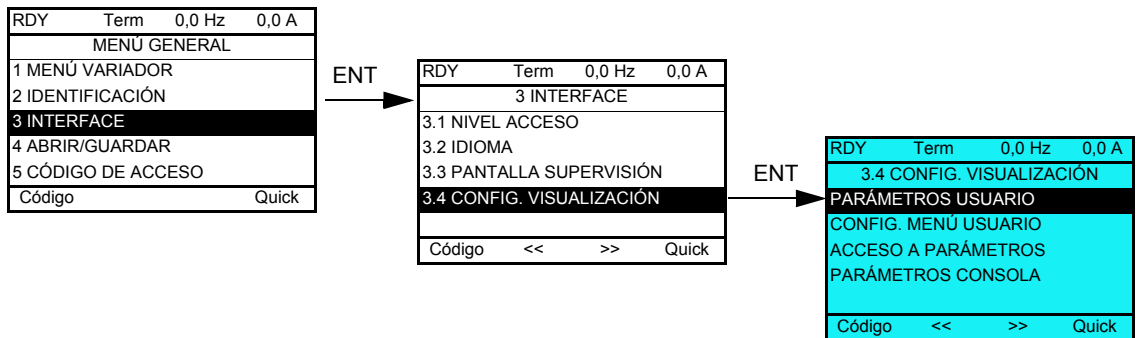 RDY Term 0,0 Hz 0,0 A
MENÚ GENERAL
1 MENÚ VARIADOR
2 IDENTIFICACIÓN
3 INTERFACE
4 ABRIR/GUARDAR
5 CÓDIGO DE ACCESO
Código Quick
ENT
RDY Term 0,0 Hz 0,0 A
3 INTERFACE
3.1 NIVEL ACCESO
3.2 IDIOMA
3.3 PANTALLA SUPERVISIÓN
3.4 CONFIG. VISUALIZACIÓN
Código << >> Quick
ENT
RDY Term 0,0 Hz 0,0 A
3.4 CONFIG. VISUALIZACIÓN
PARÁMETROS USUARIO
CONFIG. MENÚ USUARIO
ACCESO A PARÁMETROS
PARÁMETROS CONSOLA
Código << >> Quick